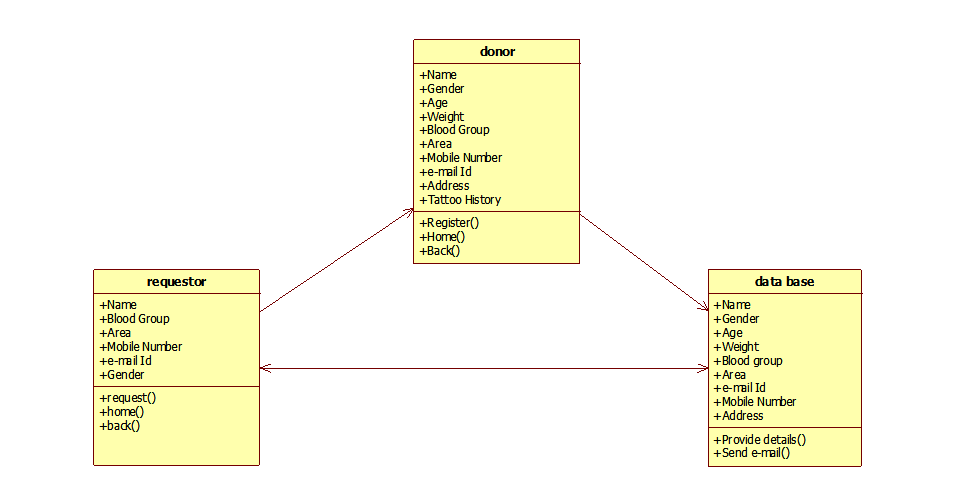 donor
+Name
+Gender
+Age
+Weight
+Blood Group
+Area
+Mobile Number
+e-mail Id
+Address
+Tattoo History
+Register()
+Home()
+Back()
requestor
+Name
+Blood Group
+Area
+Mobile Number
+e-mail Id
+Gender
+request()
+home()
+back()
data base
+Name
+Gender
+Age
+Weight
+Blood group
+Area
+e-mail Id
+Mobile Number
+Address
+Provide details()
+Send e-mail()